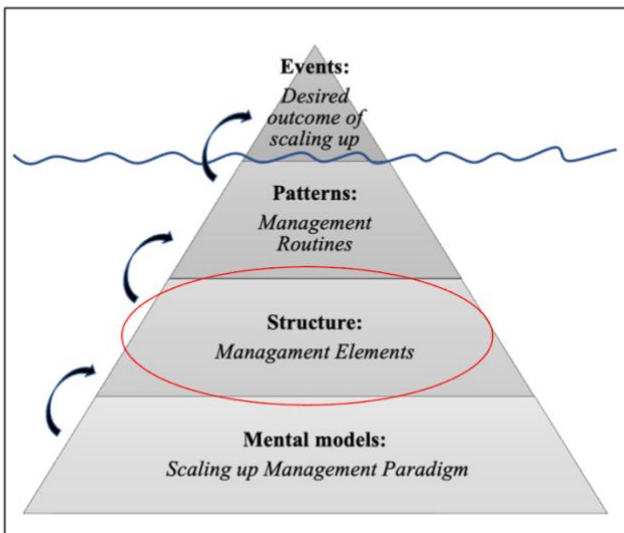 Events:
Desired
outcome of
scaling up
Patterns:
Management
Routines
Structure:
Managament Elements
Mental models:
Scaling up Management Paradigm